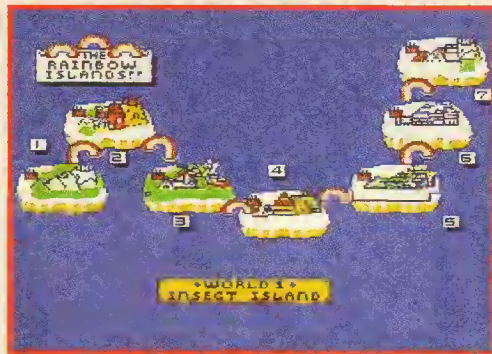 THE
RAINBOW
ISLANDS!!
7
1
2
4
6
3
5
•WORLD 1•
INSECT ISLAND